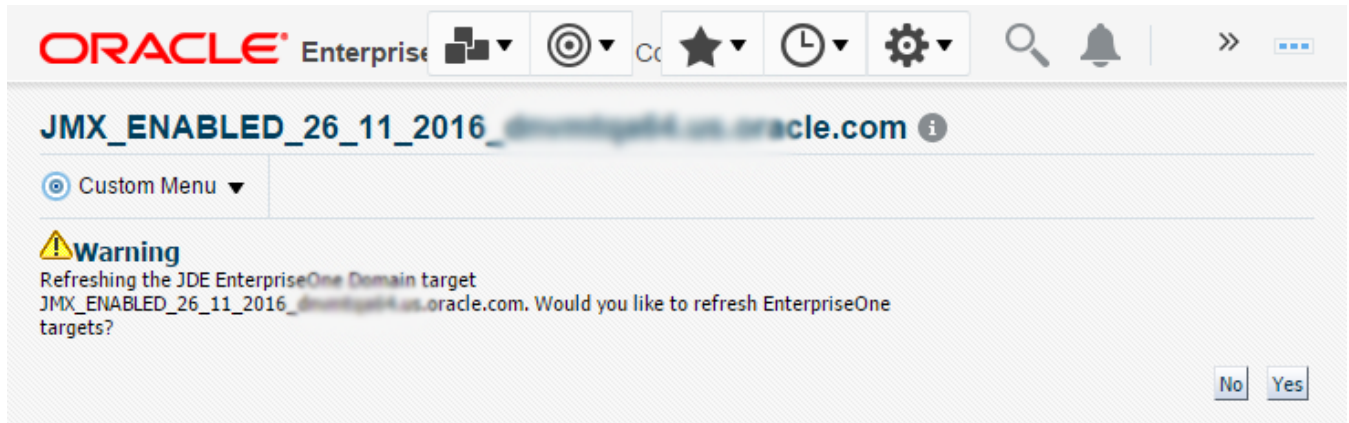 ORACLE Enterprise Co
JMX_ENABLED_26_11_2016_ acle.com
Custom Menu
Warning
Refreshing the JDE EnterpriseOne Domain target
JMX_ENABLED_26_11_2016_ oracle.com. Would you like to refresh EnterpriseOne
targets?
No Yes